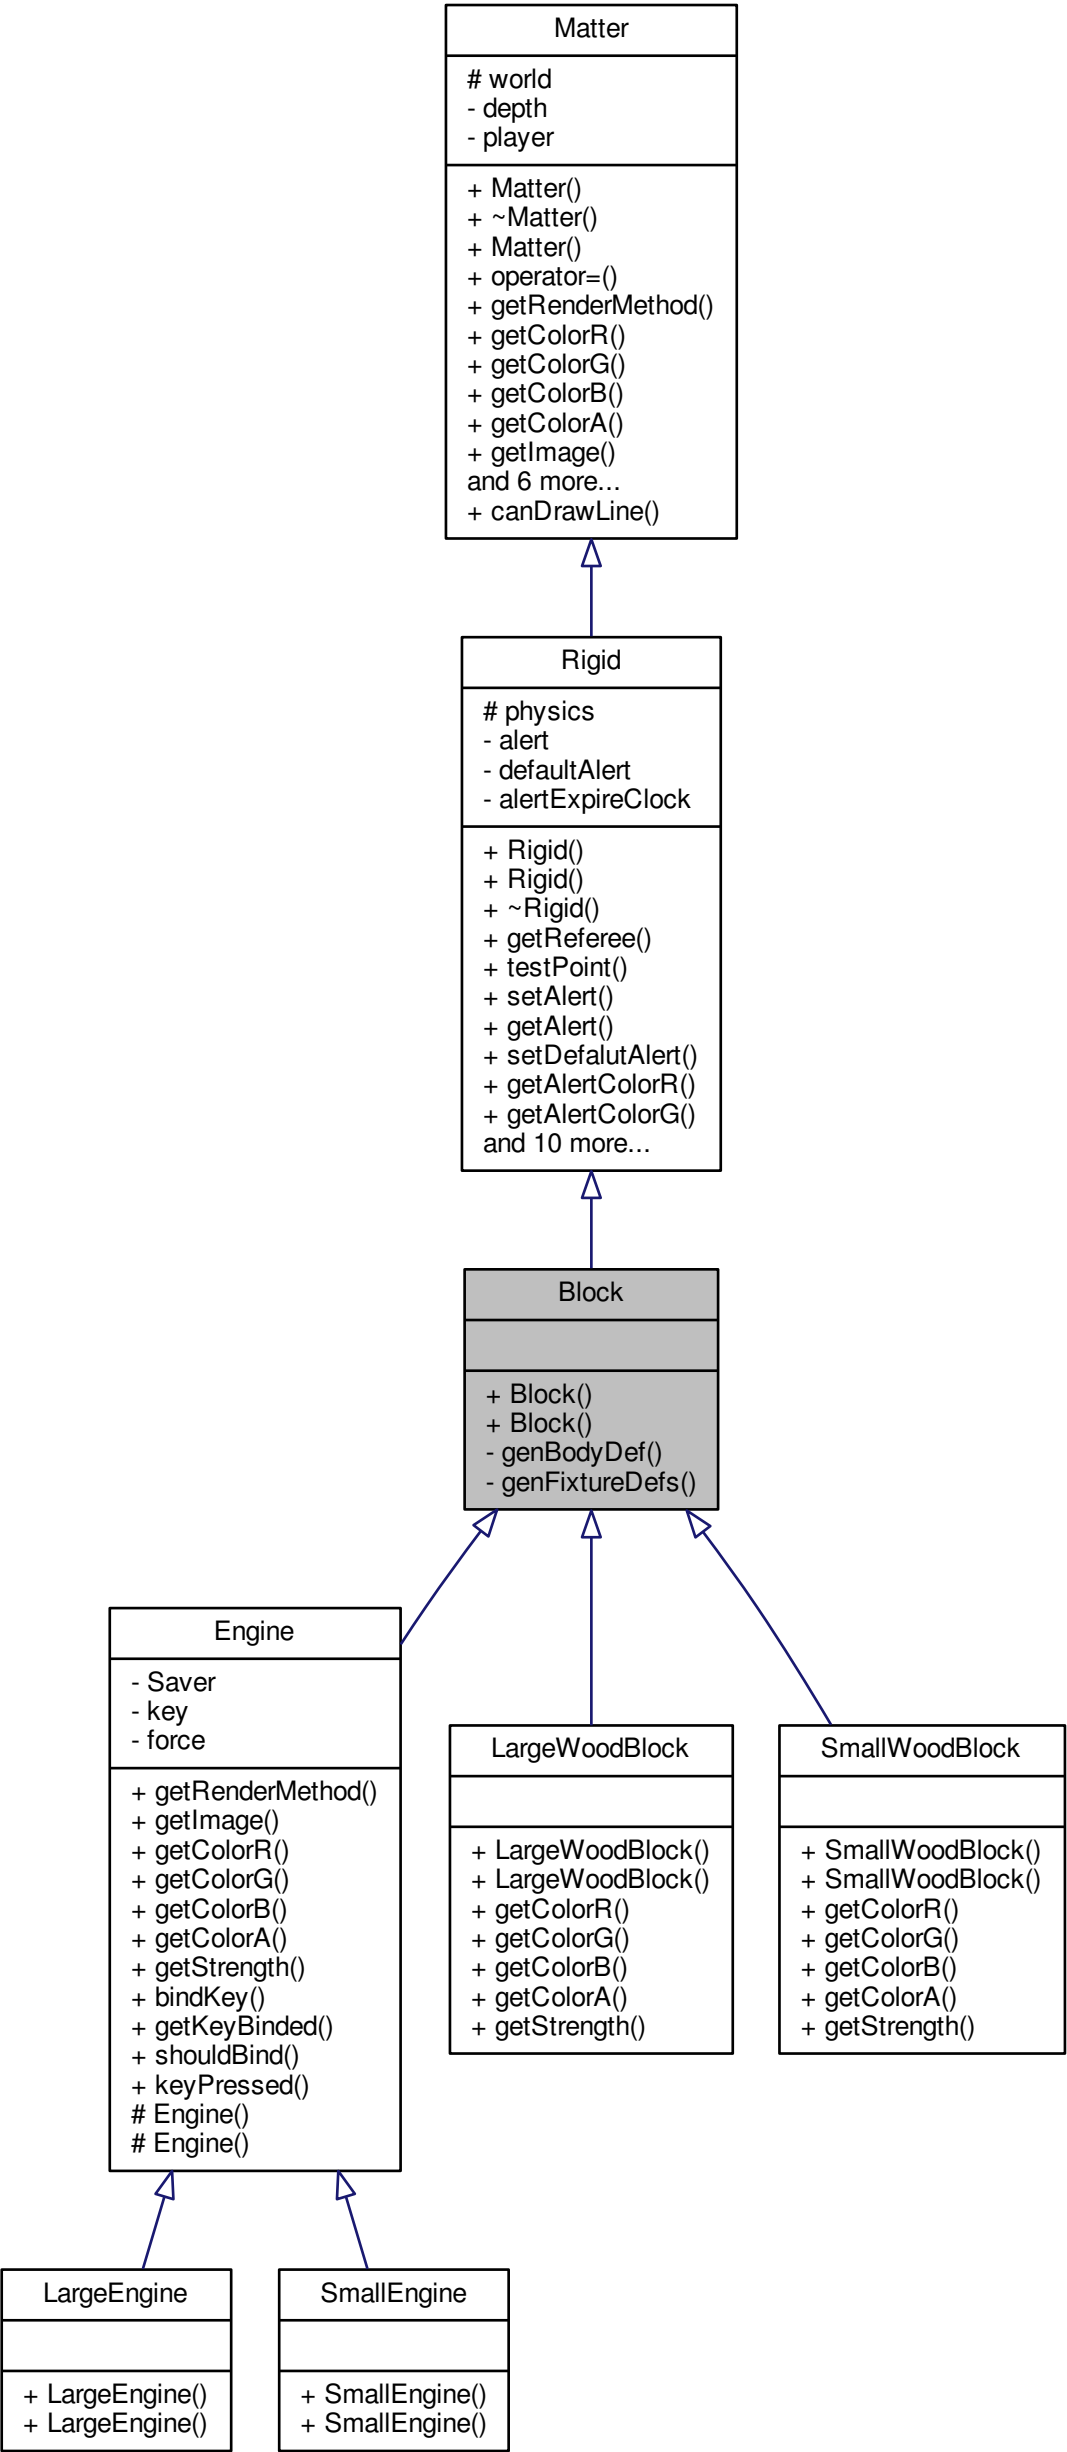 Matter
# world
- depth
- player
+ Matter()
+ ~Matter()
+ Matter()
+ operator=()
+ getRenderMethod()
+ getColorR()
+ getColorG()
+ getColorB()
+ getColorA()
+ getImage()
and 6 more...
+ canDrawLine()
Rigid
# physics
- alert
- defaultAlert
- alertExpireClock
+ Rigid()
+ Rigid()
+ ~Rigid()
+ getReferee()
+ testPoint()
+ setAlert()
+ getAlert()
+ setDefalutAlert()
+ getAlertColorR()
+ getAlertColorG()
and 10 more...
Block
+ Block()
+ Block()
- genBodyDef()
- genFixtureDefs()
Engine
- Saver
- key
- force
+ getRenderMethod()
+ getImage()
+ getColorR()
+ getColorG()
+ getColorB()
+ getColorA()
+ getStrength()
+ bindKey()
+ getKeyBinded()
+ shouldBind()
+ keyPressed()
# Engine()
# Engine()
LargeWoodBlock
+ LargeWoodBlock()
+ LargeWoodBlock()
+ getColorR()
+ getColorG()
+ getColorB()
+ getColorA()
+ getStrength()
SmallWoodBlock
+ SmallWoodBlock()
+ SmallWoodBlock()
+ getColorR()
+ getColorG()
+ getColorB()
+ getColorA()
+ getStrength()
LargeEngine
+ LargeEngine()
+ LargeEngine()
SmallEngine
+ SmallEngine()
+ SmallEngine()